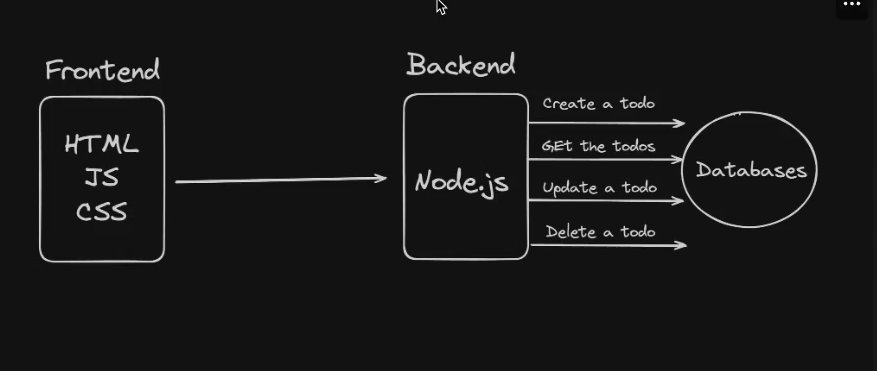 Frontend
HTML
JS
CSS
Backend
Node.js
Create a todo
GEt the todos
Update a todo
Delete a todo
Databases